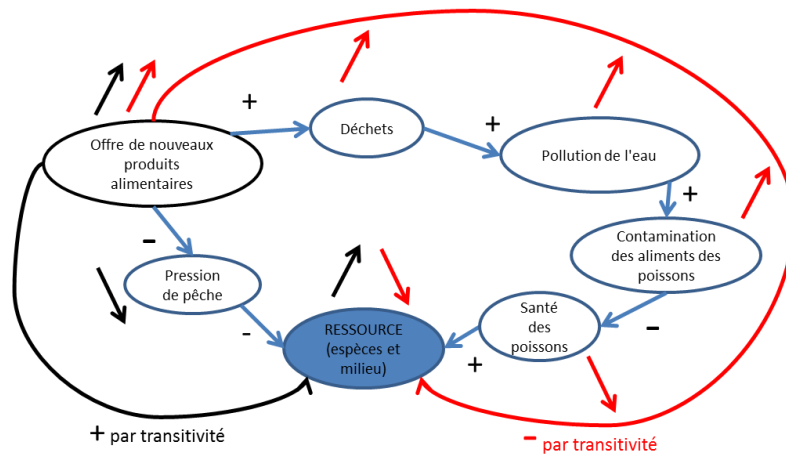 +
Déchets
+
Offre de nouveaux
produits
alimentaires
Pollution de l'eau
+
-
Contamination
des aliments des
poissons
Pression
de pêche
-
RESSOURCE
(espèces et
milieu)
Santé
des
poissons
-
+
+ par transitivité
- par transitivité